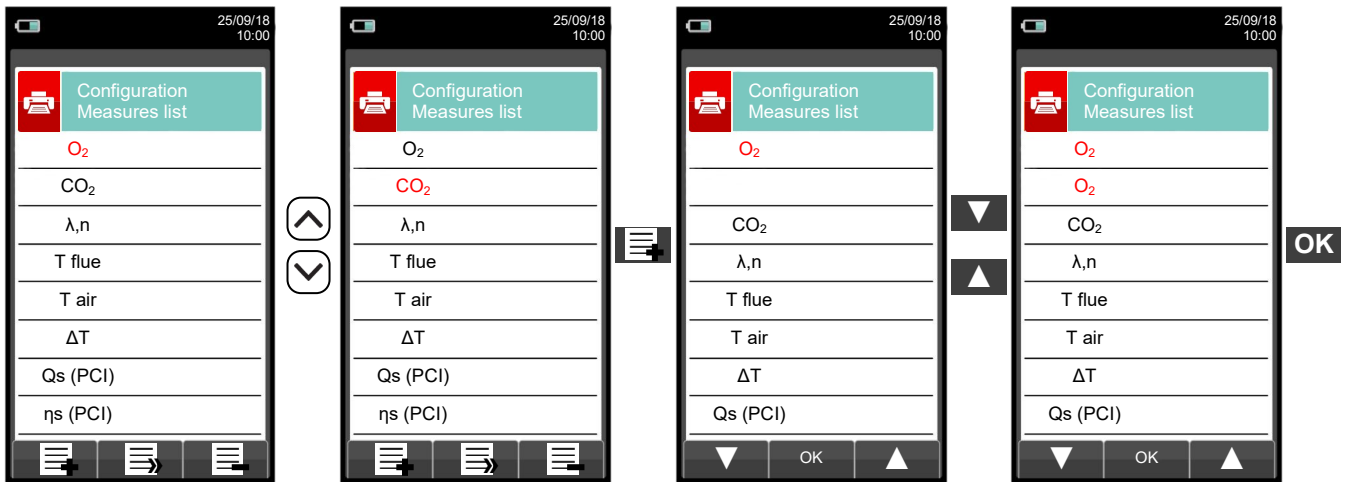 25/09/18
10:00
Configuration
Measures list
O₂
CO₂
λ,n
T flue
T air
ΔT
Qs (PCI)
ηs (PCI)
25/09/18
10:00
Configuration
Measures list
O₂
CO₂
λ,n
T flue
T air
ΔT
Qs (PCI)
ηs (PCI)
25/09/18
10:00
Configuration
Measures list
O₂
CO₂
λ,n
T flue
T air
ΔT
Qs (PCI)
OK
25/09/18
10:00
Configuration
Measures list
O₂
O₂
CO₂
λ,n
T flue
T air
ΔT
Qs (PCI)
OK
OK